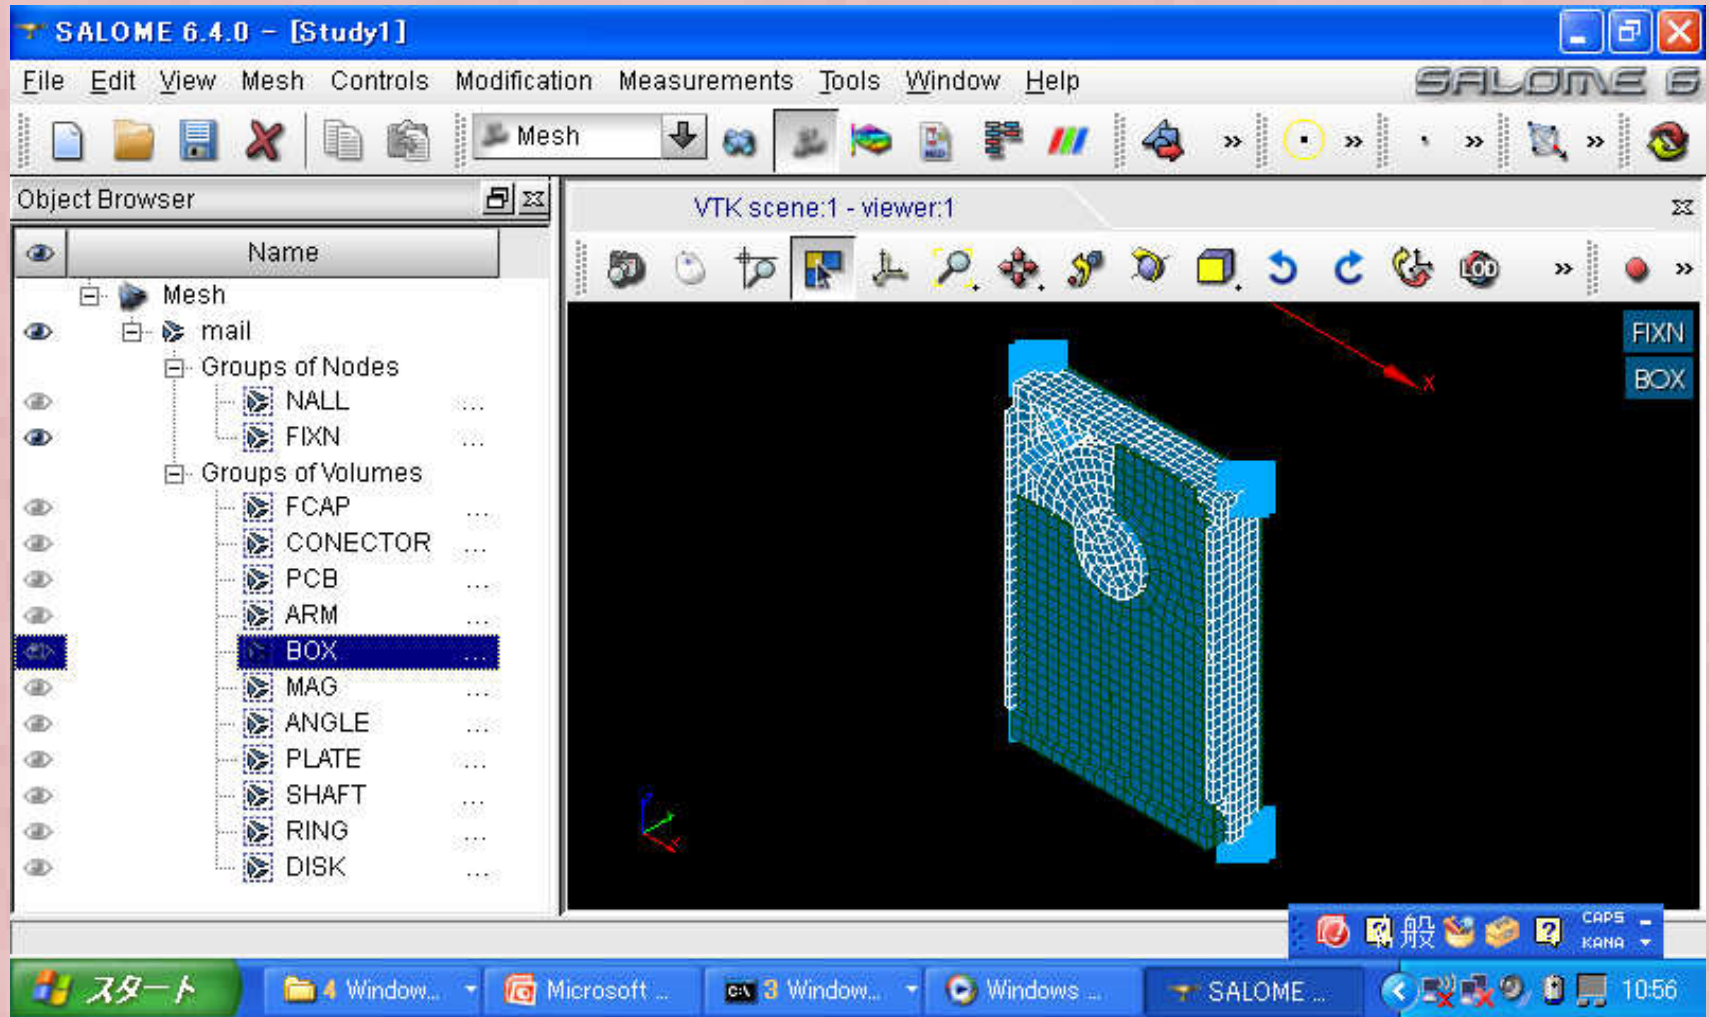 SALOME 6.4.0 - [Study1]
File Edit View Mesh Controls Modification Measurements Tools Window Help
SALOME 6
Mesh
Object Browser
VTK scene:1 - viewer:1
Name
LOD
Mesh
mail
Groups of Nodes
NALL ...
FIXN ...
Groups of Volumes
FCAP ...
CONECTOR ...
PCB ...
ARM ...
BOX ...
MAG ...
ANGLE ...
PLATE ...
SHAFT ...
RING ...
DISK ...
FIXN
BOX
X
般
CAPS
KANA
スタート
4 Window...
Microsoft ...
3 Window...
Windows ...
SALOME ...
10:56